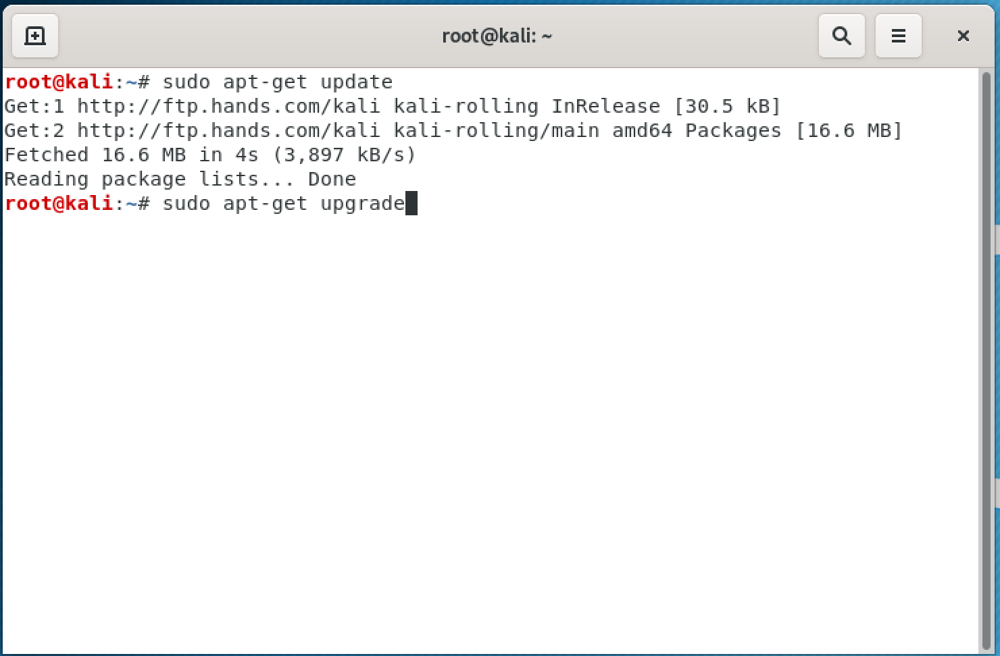 root@kali: ~
root@kali:~# sudo apt-get update
Get:1 http://ftp.hands.com/kali kali-rolling InRelease [30.5 kB]
Get:2 http://ftp.hands.com/kali kali-rolling/main amd64 Packages [16.6 MB]
Fetched 16.6 MB in 4s (3,897 kB/s)
Reading package lists... Done
root@kali:~# sudo apt-get upgrade